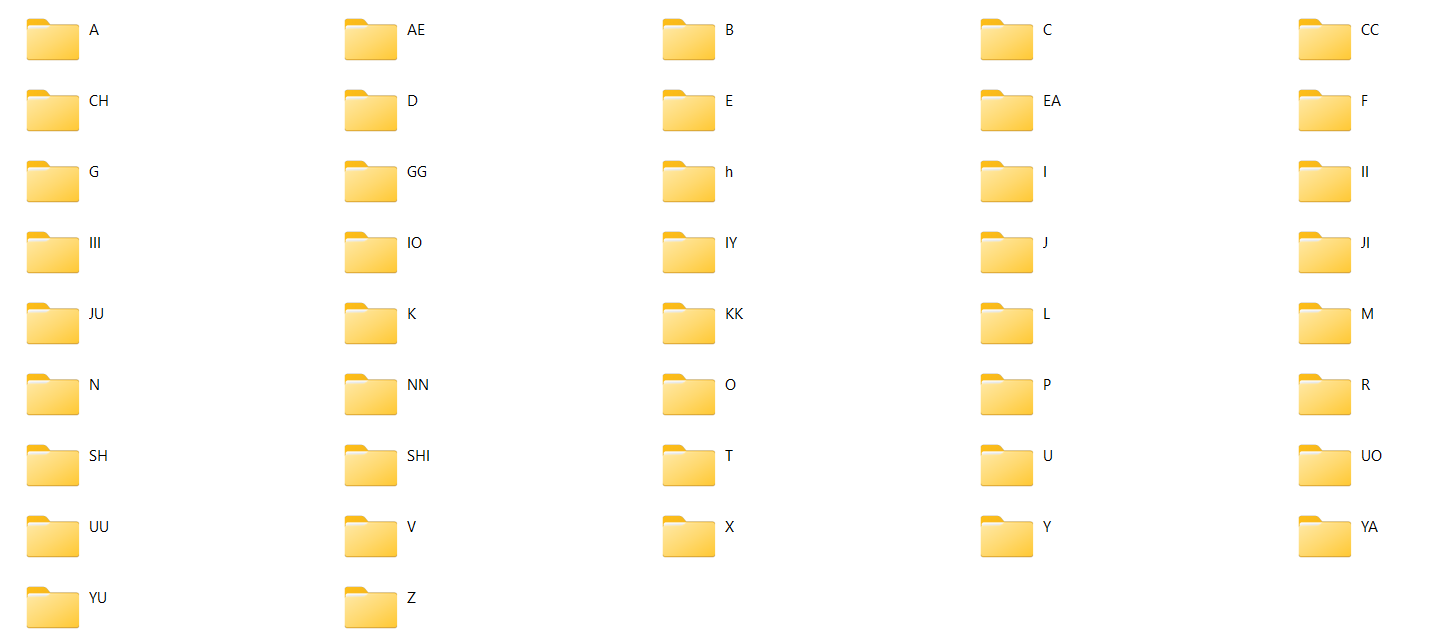 A AE B C CC
CH D E EA F
G GG h I II
III IO IY J JI
JU K KK L M
N NN O P R
SH SHI T U UO
UU V X Y YA
YU Z